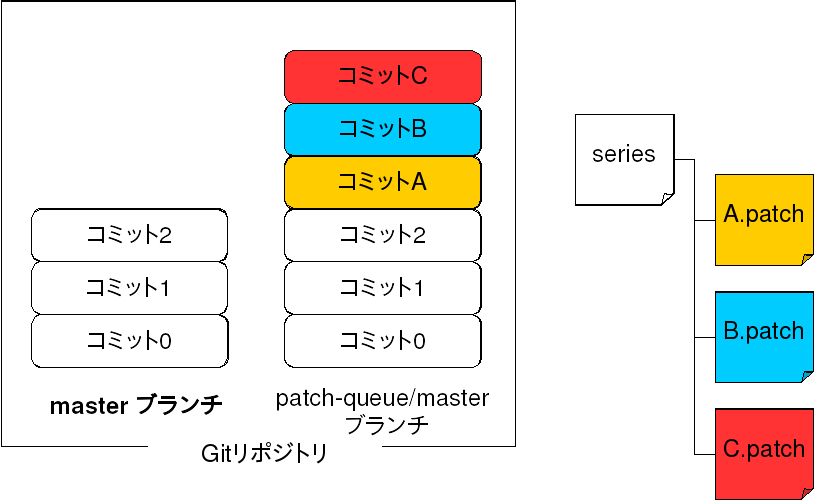 コミットC
コミットB
コミットA
コミット2
コミット1
コミット0
master ブランチ
コミット2
コミット1
コミット0
patch-queue/master
ブランチ
Gitリポジトリ
series
A.patch
B.patch
C.patch